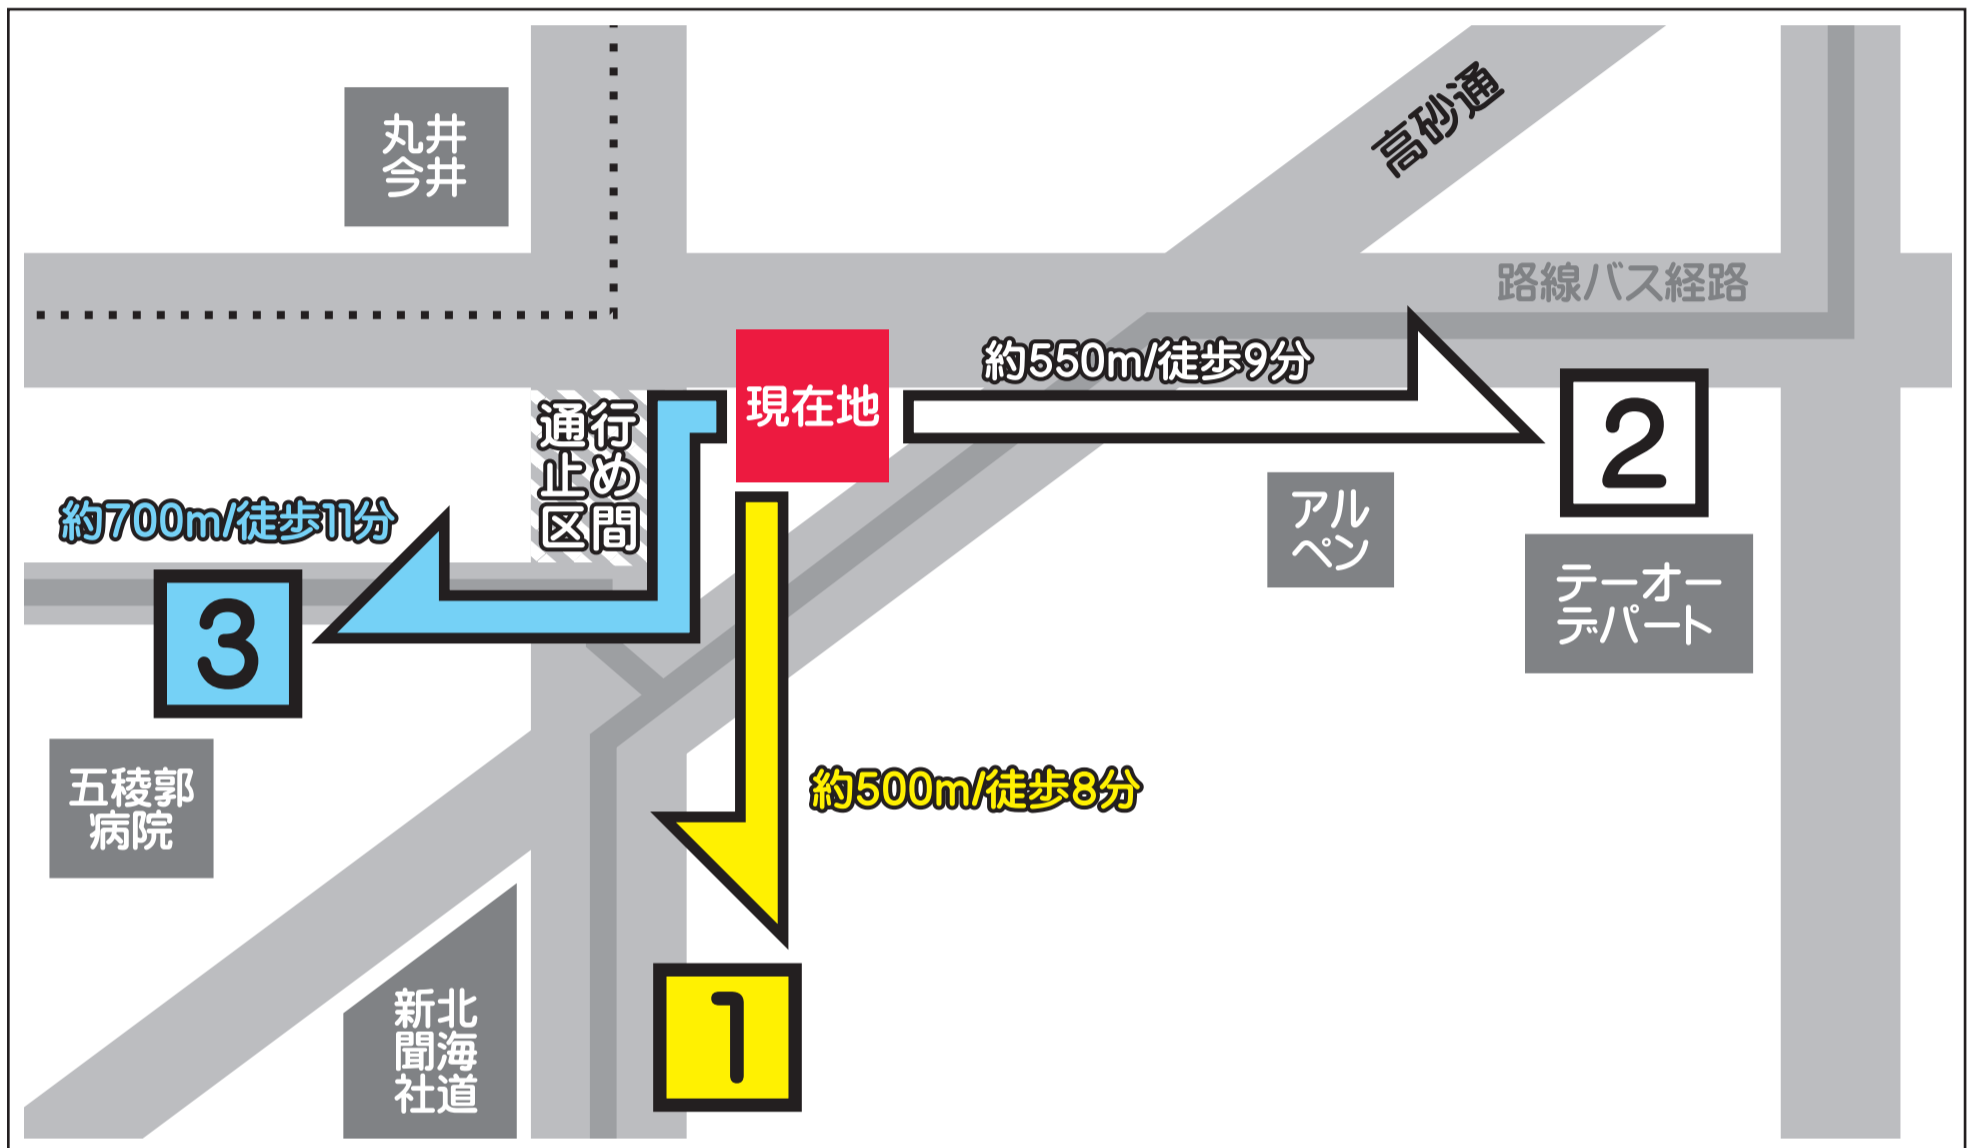 丸井
今井
高砂通
路線バス経路
約550m/徒歩9分
現在地
通行
止め
区間
2
アル
ペン
テーオー
デパート
約700m/徒歩11分
3
五稜郭
病院
約500m/徒歩8分
1
北海道
新聞社